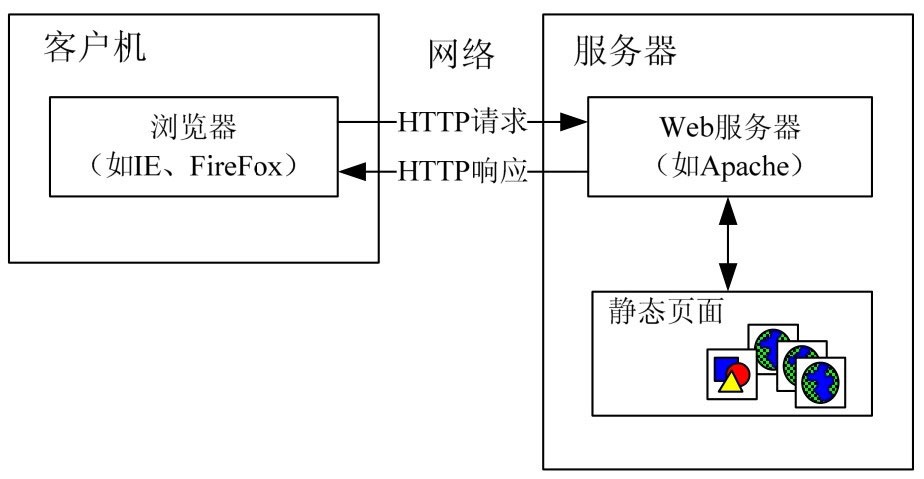 客户机
网络
服务器
浏览器
（如IE、FireFox）
HTTP请求
HTTP响应
Web服务器
（如Apache）
静态页面